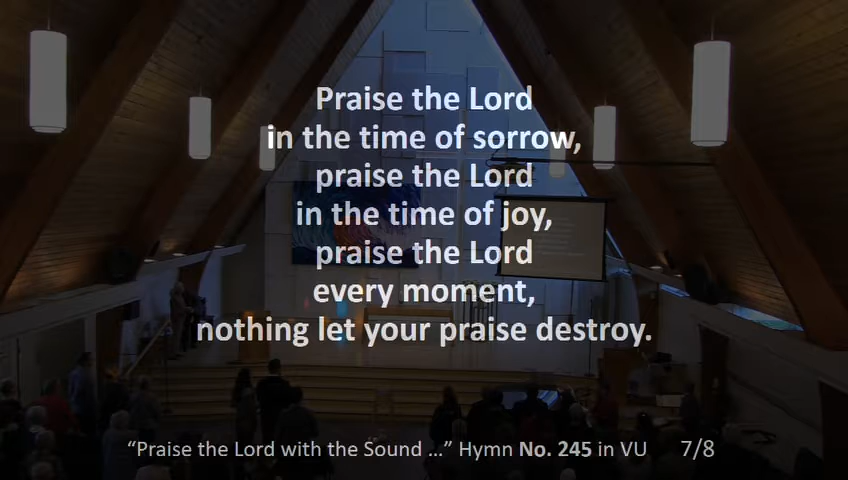 Praise the Lord
in the time of sorrow,
praise the Lord
in the time of joy,
praise the Lord
every moment,
nothing let your praise destroy.
“Praise the Lord with the Sound ...” Hymn No. 245 in VU 7/8